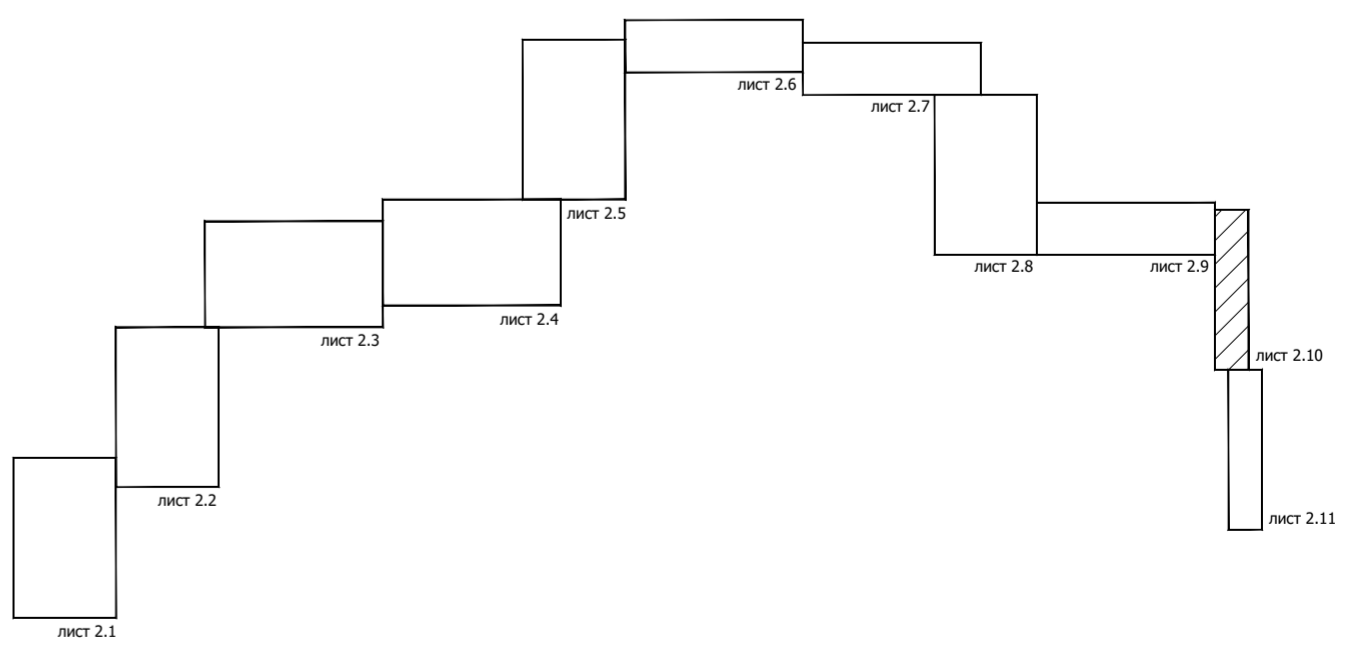 лист 2.6
лист 2.7
лист 2.5
лист 2.8
лист 2.9
лист 2.4
лист 2.3
лист 2.10
лист 2.2
лист 2.11
лист 2.1